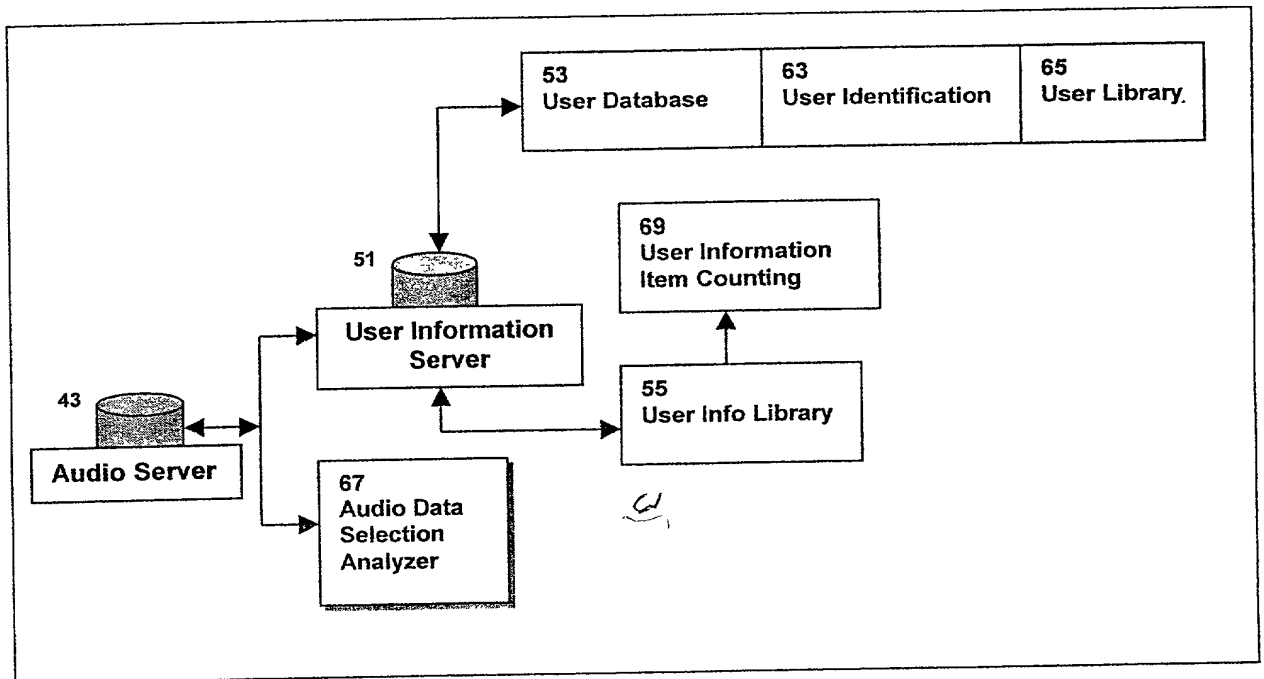 53
User Database
63
User Identification
65
User Library.
69
User Information
Item Counting
51
User Information
Server
55
User Info Library
43
Audio Server
67
Audio Data
Selection
Analyzer